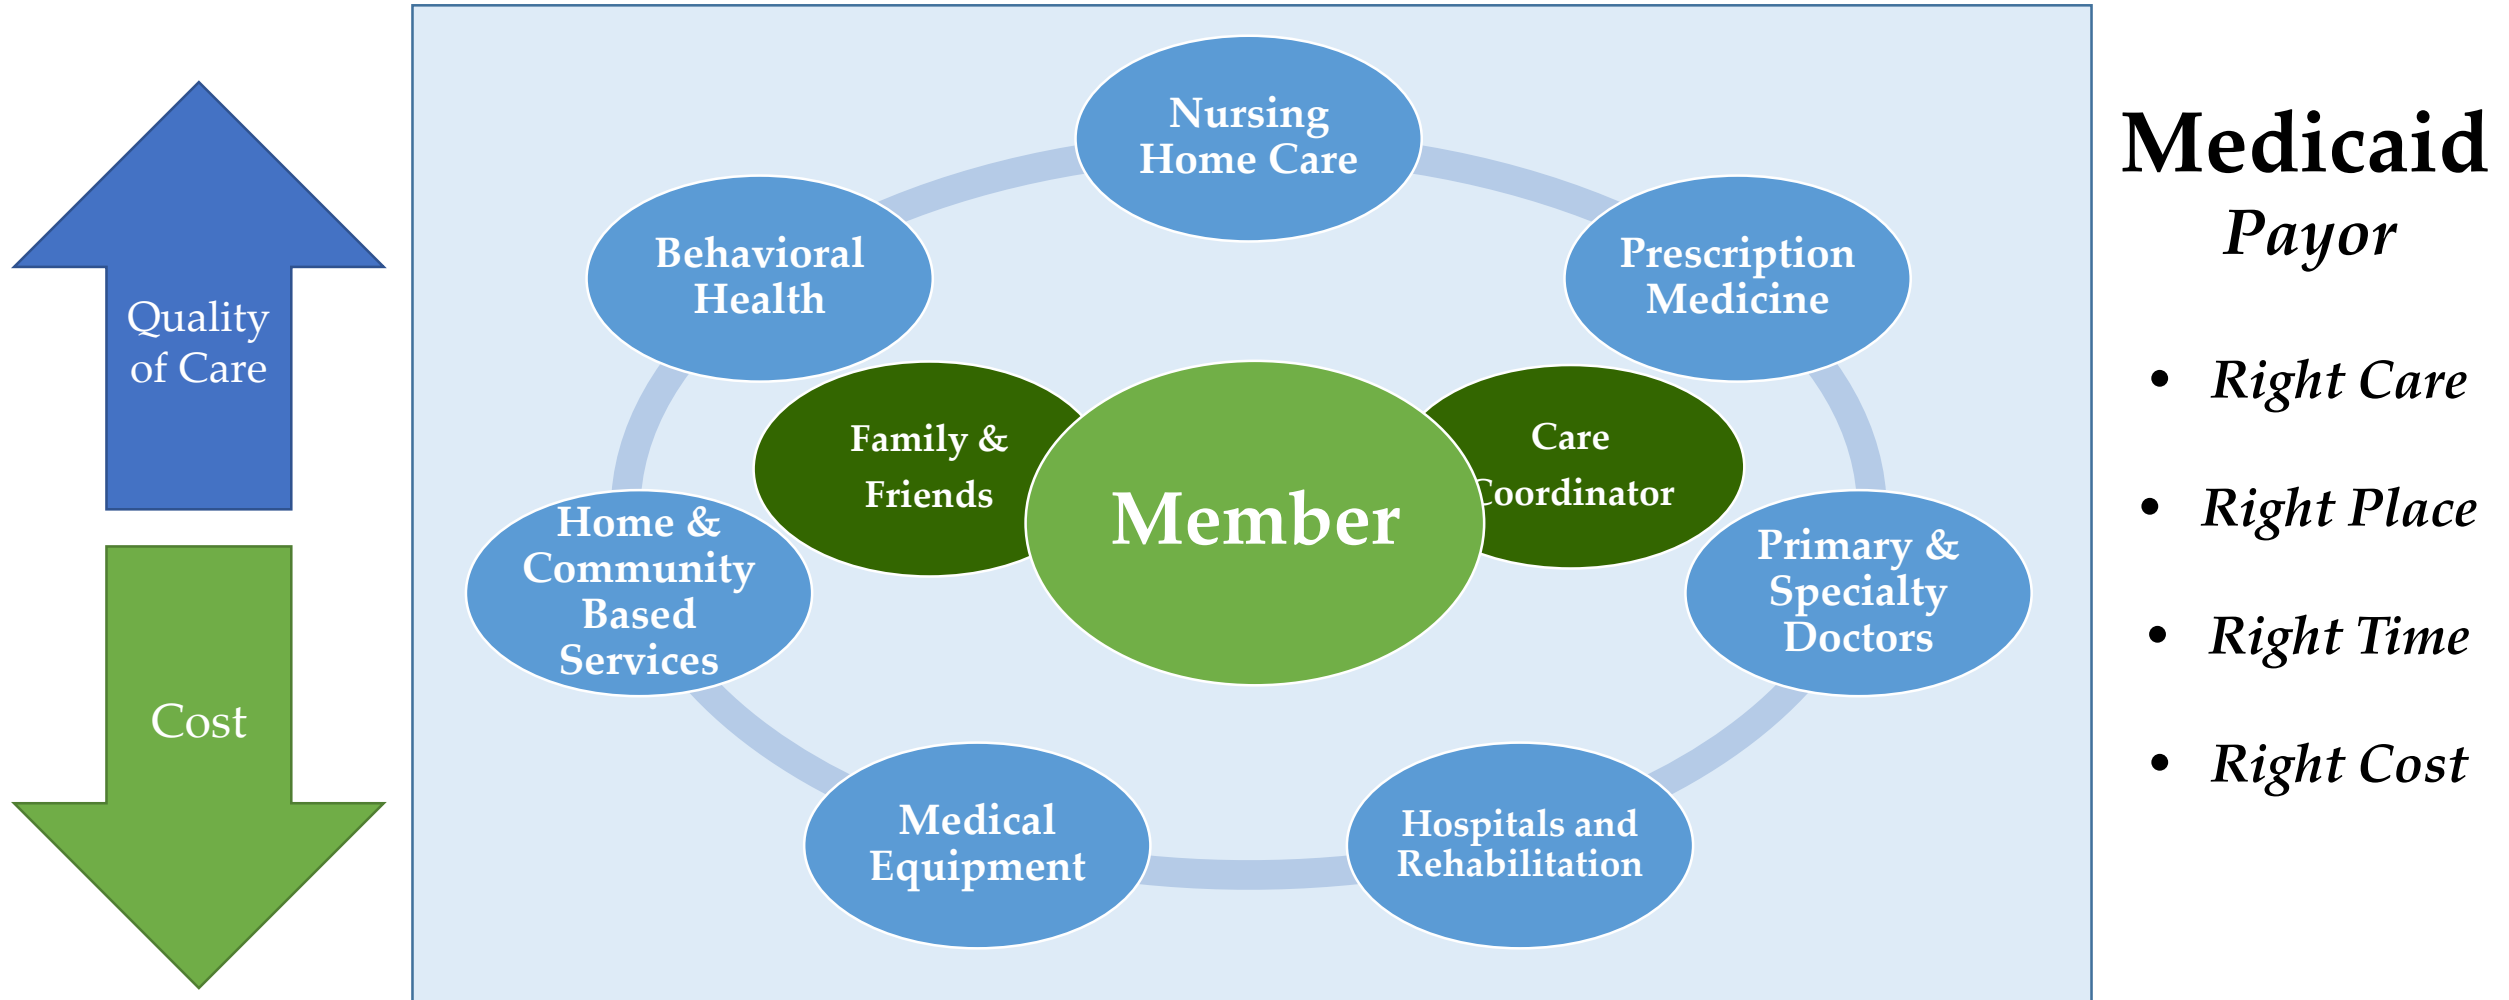 Quality
of Care
Cost
Nursing
Home Care
Behavioral
Health
Prescription
Medicine
Family &
Friends
Member
Care
Coordinator
Home &
Community
Based
Services
Primary &
Specialty
Doctors
Medical
Equipment
Hospitals and
Rehabilitation
Medicaid
Payor
• Right Care
• Right Place
• Right Time
• Right Cost